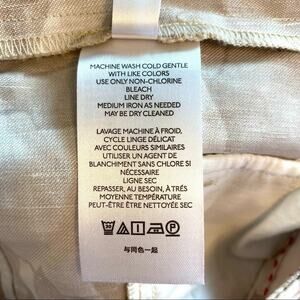 MACHINE WASH COLD GENTLE
WITH LIKE COLORS
USE ONLY NON-CHLORINE
BLEACH
LINE DRY
MEDIUM IRON AS NEEDED
MAY BE DRY CLEANED
LAVAGE MACHINE À FROID,
CYCLE LINGE DÉLICAT
AVEC COULEURS SIMILAIRES
UTILISER UN AGENT DE
BLANCHIMENT SANS CHLORE SI
NÉCESSAIRE
LIGNE SEC
REPASSER, AU BESOIN, À TRÉS
MOYENNE TEMPÉRATURE
PEUT-ÊTRE ÊTRE NETTOYÉE SEC
30
P
与同色一起